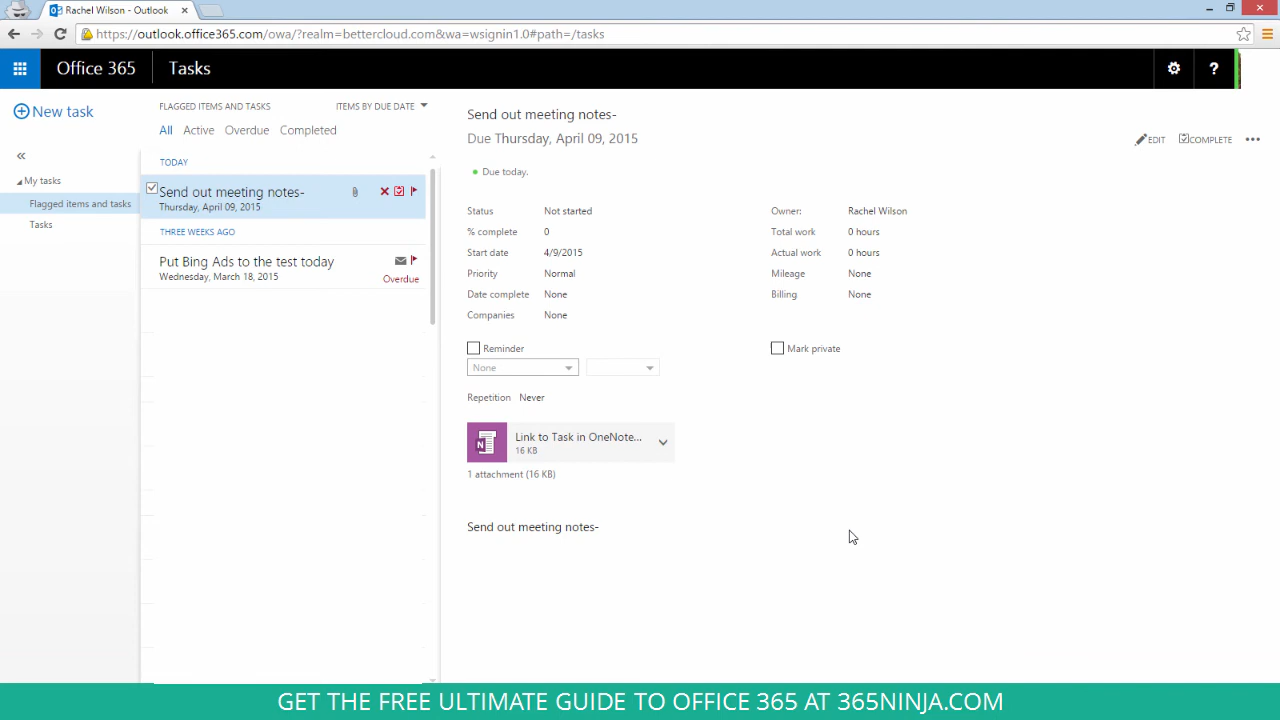 Rachel Wilson - Outlook
https://outlook.office365.com/owa/?realm=bettercloud.com&wa=wsignin1.0#path=/tasks
Office 365 Tasks ?
New task
My tasks
Flagged items and tasks
Tasks
FLAGGED ITEMS AND TASKS ITEMS BY DUE DATE
All Active Overdue Completed
TODAY
Send out meeting notes-
Thursday, April 09, 2015
THREE WEEKS AGO
Put Bing Ads to the test today
Wednesday, March 18, 2015 Overdue
Send out meeting notes-
Due Thursday, April 09, 2015
EDIT COMPLETE
Due today.
Status Not started Owner: Rachel Wilson
% complete 0 Total work 0 hours
Start date 4/9/2015 Actual work 0 hours
Priority Normal Mileage None
Date complete None Billing None
Companies None
Reminder Mark private
None
Repetition Never
N Link to Task in OneNote...
16 KB
1 attachment (16 KB)
Send out meeting notes-
GET THE FREE ULTIMATE GUIDE TO OFFICE 365 AT 365NINJA.COM